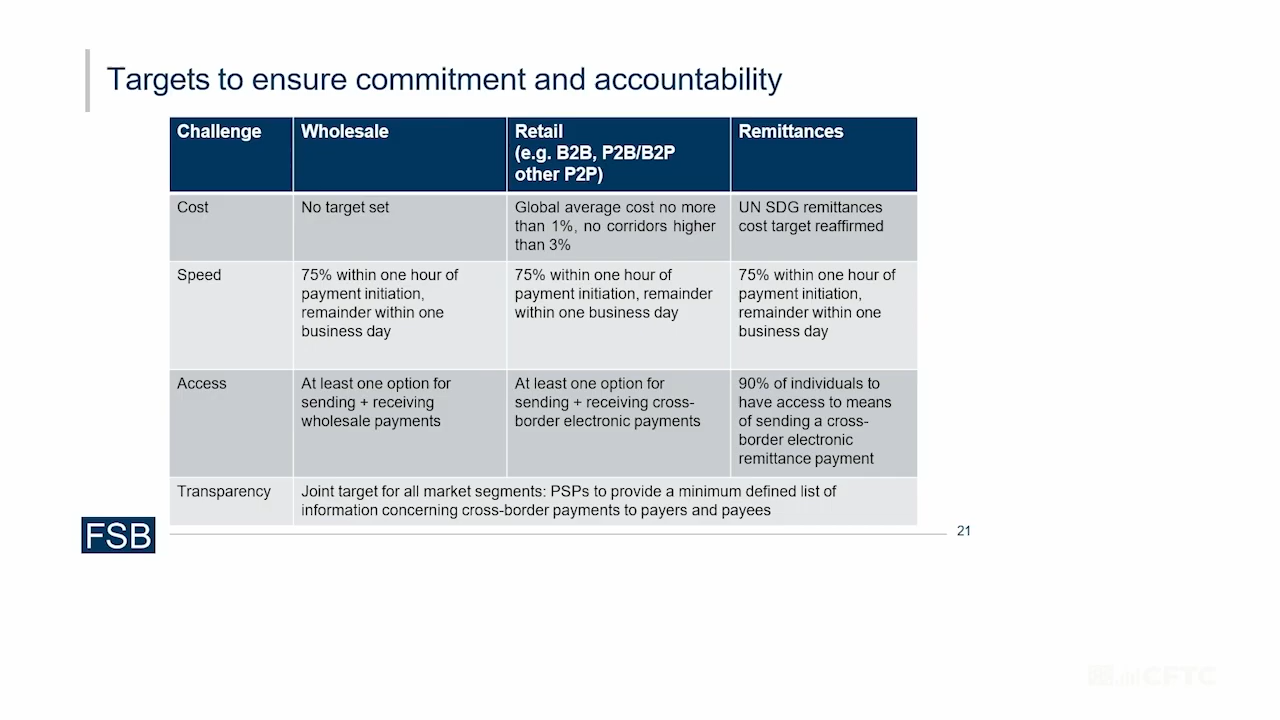 Targets to ensure commitment and accountability
Challenge
Wholesale
Retail
(e.g. B2B, P2B/B2P
other P2P)
Remittances
Cost
No target set
Global average cost no more
than 1%, no corridors higher
than 3%
UN SDG remittances
cost target reaffirmed
Speed
75% within one hour of
payment initiation,
remainder within one
business day
75% within one hour of
payment initiation, remainder
within one business day
75% within one hour of
payment initiation,
remainder within one
business day
Access
At least one option for
sending + receiving
wholesale payments
At least one option for
sending + receiving cross-
border electronic payments
90% of individuals to
have access to means
of sending a cross-
border electronic
remittance payment
Transparency
Joint target for all market segments: PSPs to provide a minimum defined list of
information concerning cross-border payments to payers and payees
FSB
21
CFTC